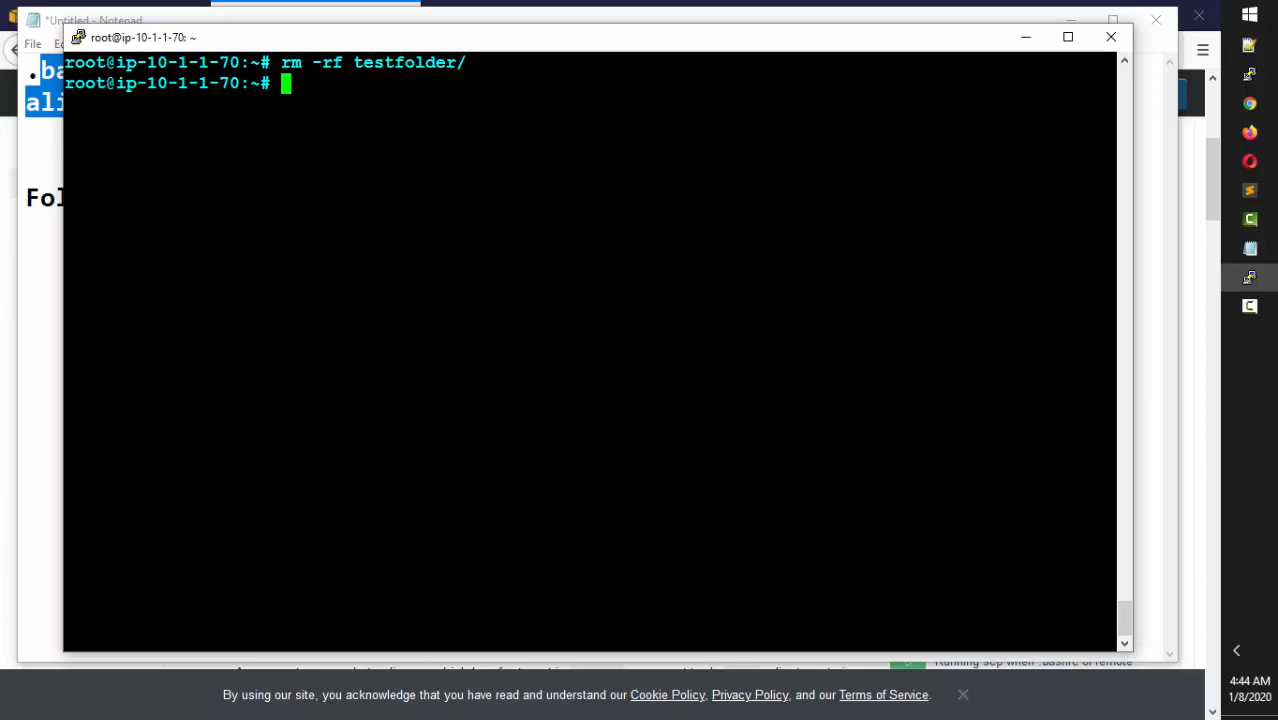 *Untitled - Notepad
root@ip-10-1-1-70: ~
File
root@ip-10-1-1-70:~# rm -rf testfolder/
root@ip-10-1-1-70:~#
Running scp when .bashrc of remote
By using our site, you acknowledge that you have read and understand our Cookie Policy, Privacy Policy, and our Terms of Service.
4:44 AM
1/8/2020